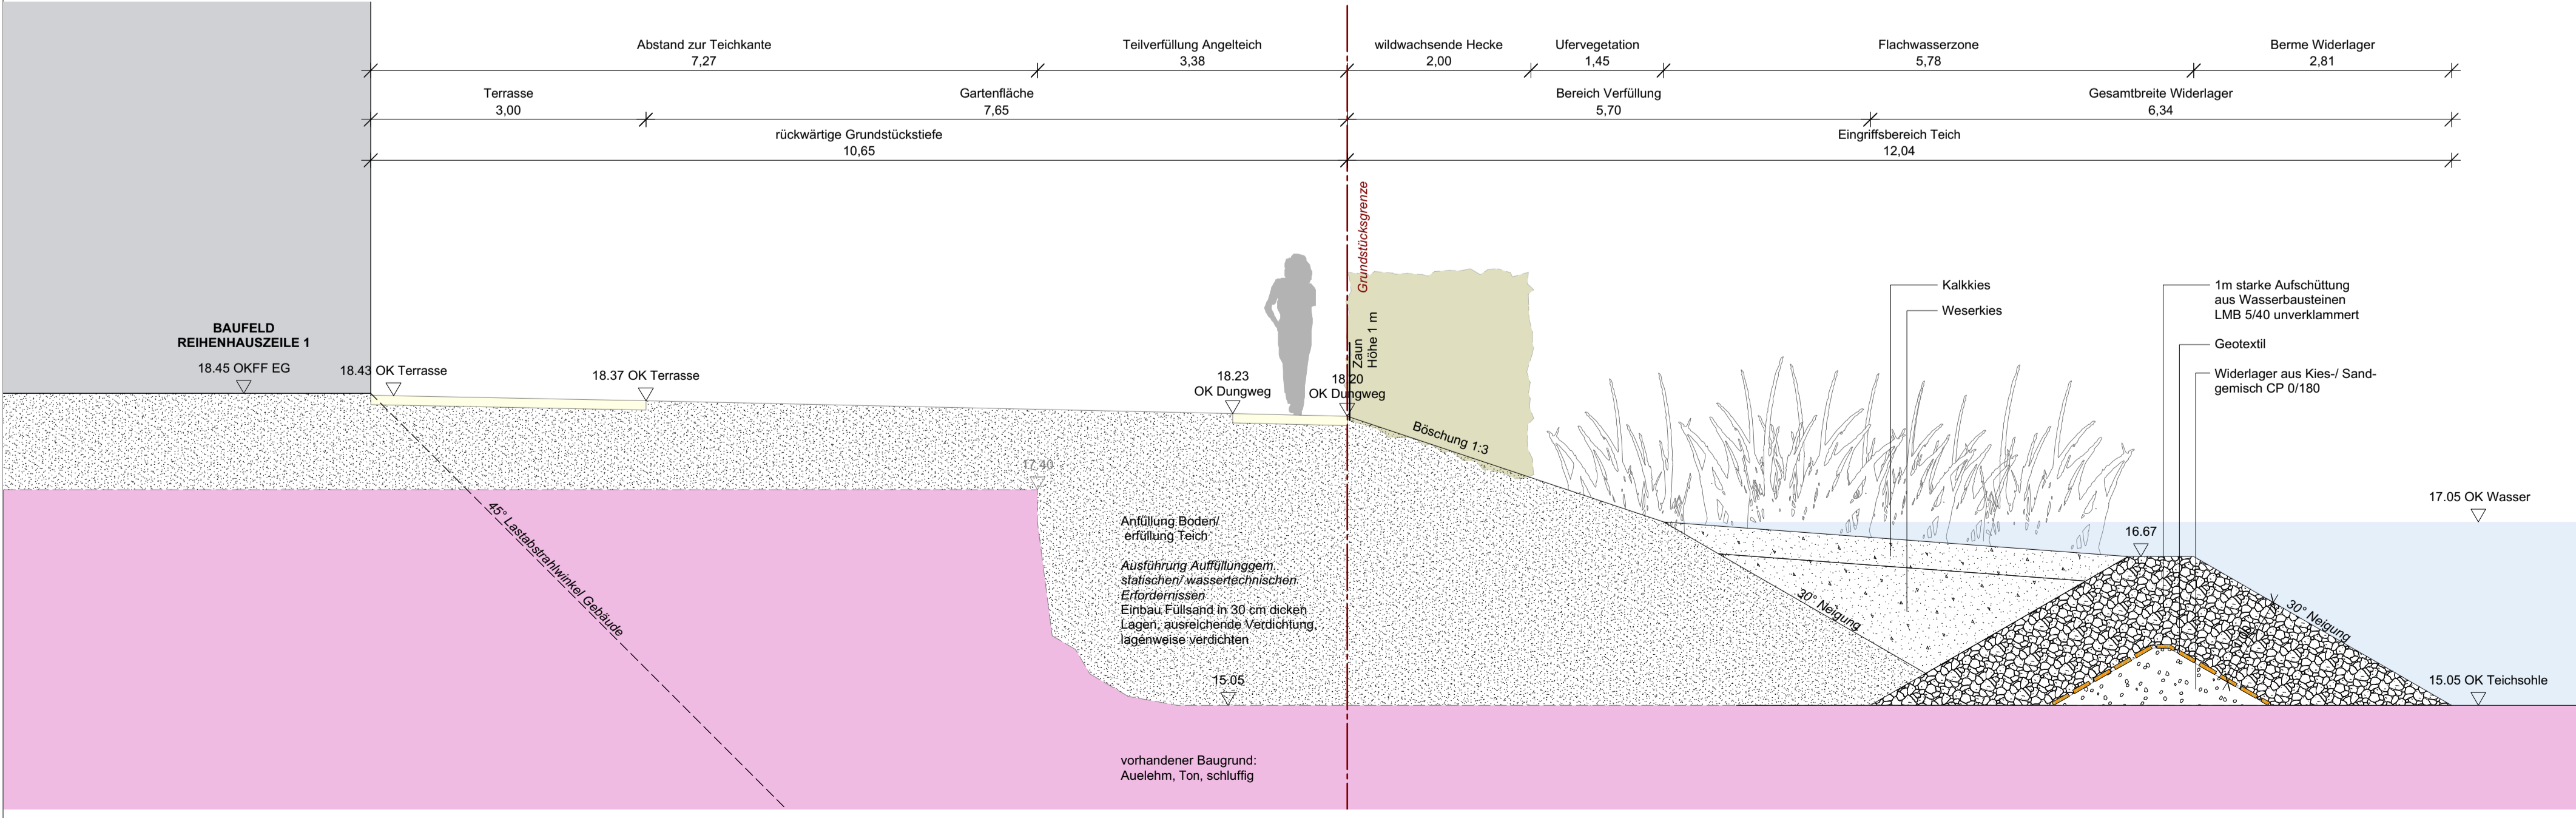 Abstand zur Teichkante
7,27
Teilverfüllung Angelteich
3,38
wildwachsende Hecke
2,00
Ufervegetation
1,45
Flachwasserzone
5,78
Berme Widerlager
2,81
Terrasse
3,00
Gartenfläche
7,65
Bereich Verfüllung
5,70
Gesamtbreite Widerlager
6,34
rückwärtige Grundstückstiefe
10,65
Eingriffsbereich Teich
12,04
Grundstücksgrenze
Zaun
Höhe 1 m
BAUFELD
REIHENHAUSZEILE 1
18.45 OKFF EG
18.43 OK Terrasse
18.37 OK Terrasse
18.23
OK Dungweg
18.20
OK Dungweg
Böschung 1:3
Kalkkies
Weserkies
1m starke Aufschüttung
aus Wasserbausteinen
LMB 5/40 unverklammert
Geotextil
Widerlager aus Kies-/ Sand-
gemisch CP 0/180
17.40
17.05 OK Wasser
16.67
45° Lastabstrahlwinkel Gebäude
Anfüllung Boden/
erfüllung Teich
Ausführung Auffüllunggem.
statischen/ wassertechnischen
Erfordernissen
Einbau Füllsand in 30 cm dicken
Lagen, ausreichende Verdichtung,
lagenweise verdichten
30° Neigung
30° Neigung
15.05
15.05 OK Teichsohle
vorhandener Baugrund:
Auelehm, Ton, schluffig